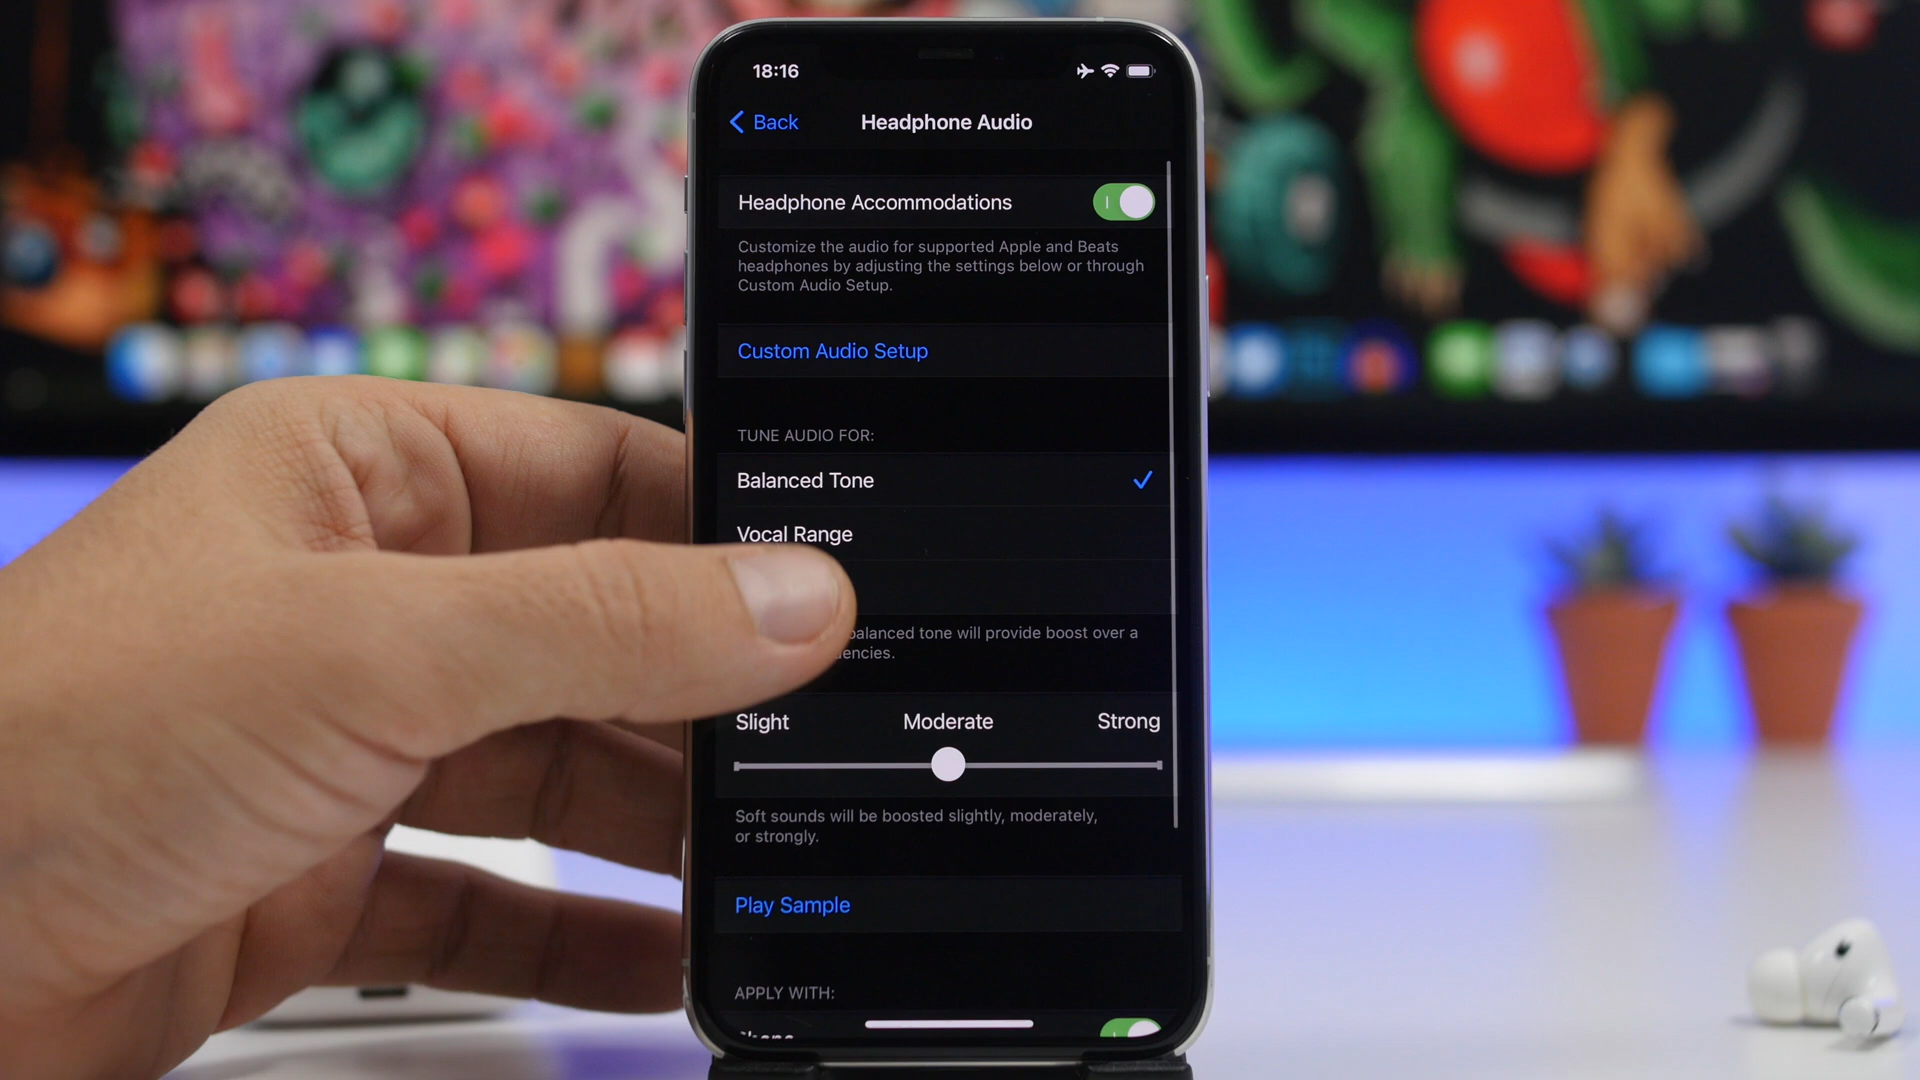 18:16
Back
Headphone Audio
Headphone Accommodations
Customize the audio for supported Apple and Beats
headphones by adjusting the settings below or through
Custom Audio Setup.
Custom Audio Setup
TUNE AUDIO FOR:
Balanced Tone
Vocal Range
balanced tone will provide boost over a
Slight Moderate Strong
Soft sounds will be boosted slightly, moderately,
or strongly.
Play Sample
APPLY WITH: